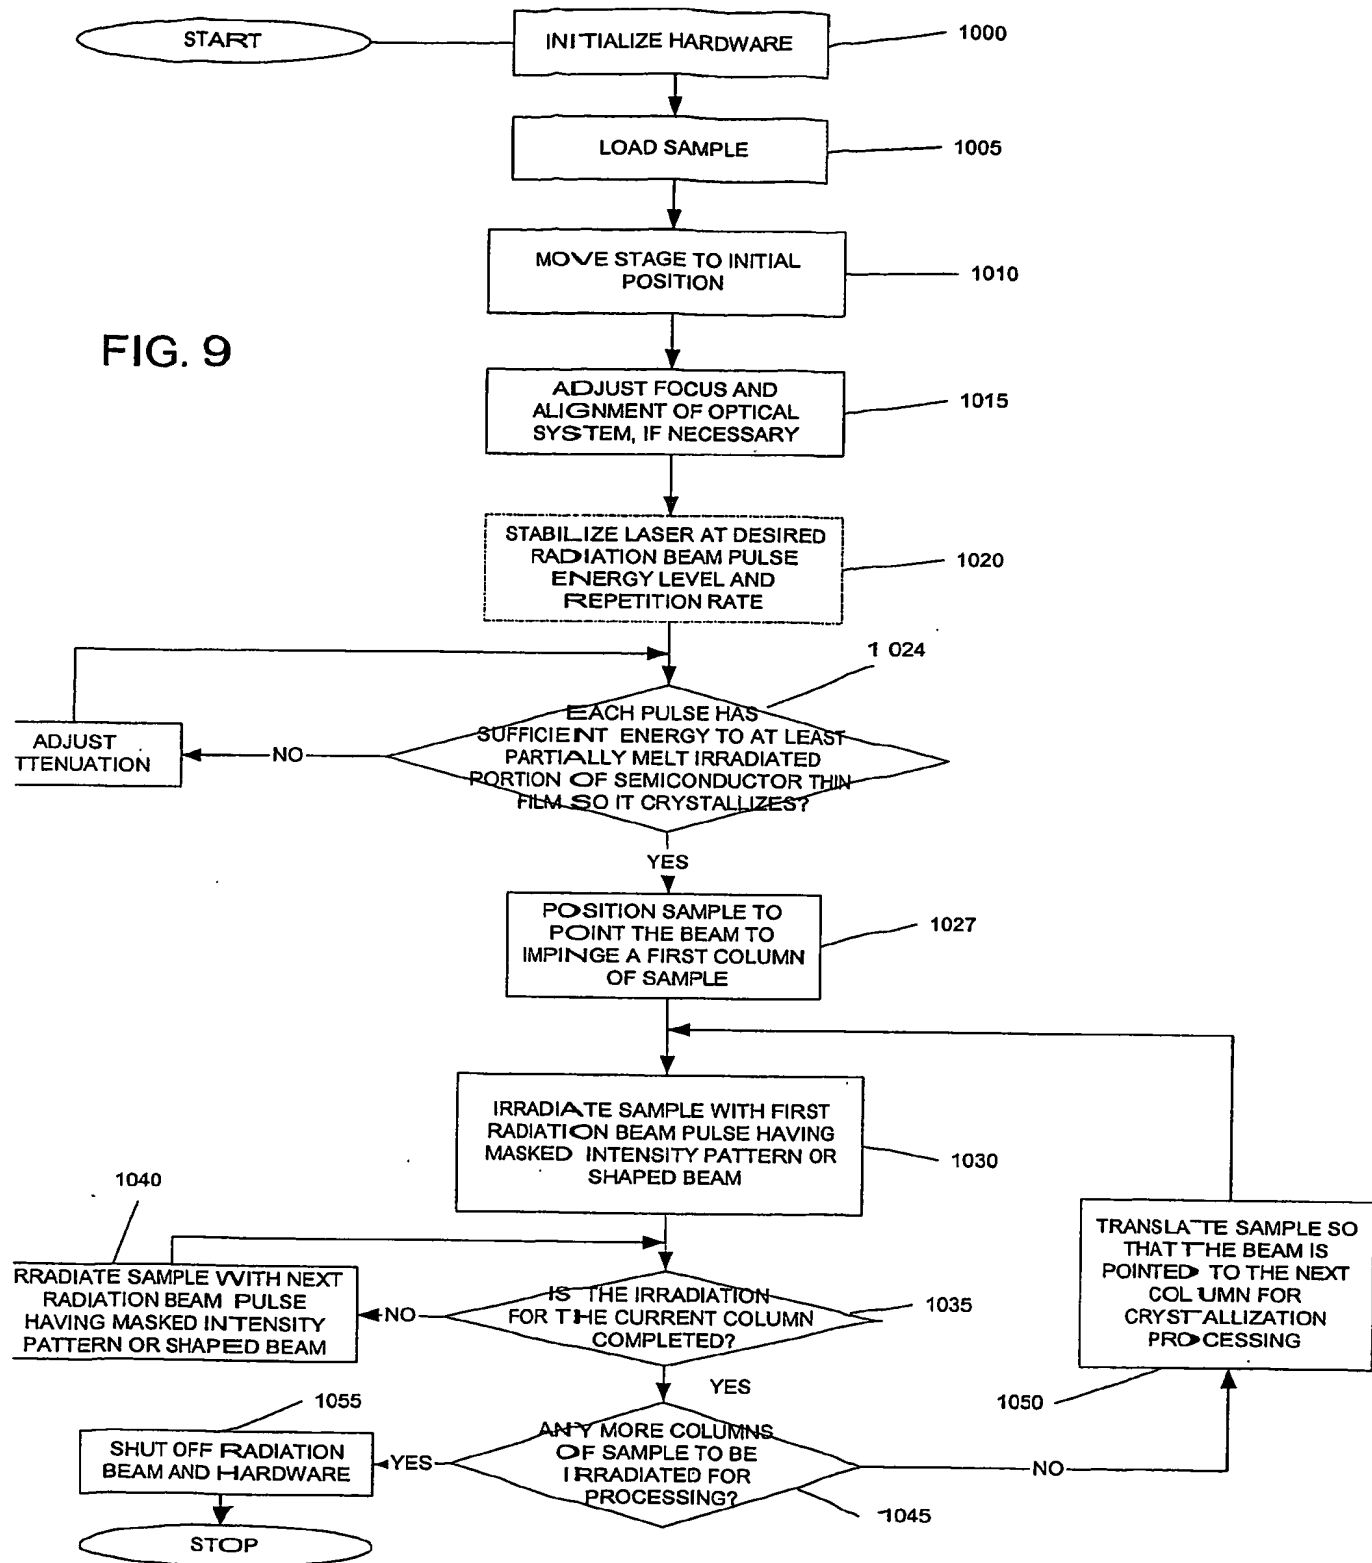 START
INITIALIZE HARDWARE
1000
LOAD SAMPLE
1005
MOVE STAGE TO INITIAL
POSITION
1010
FIG. 9
ADJUST FOCUS AND
ALIGNMENT OF OPTICAL
SYSTEM, IF NECESSARY
1015
STABILIZE LASER AT DESIRED
RADIATION BEAM PULSE
ENERGY LEVEL AND
REPETITION RATE
1020
1 024
EACH PULSE HAS
SUFFICIENT ENERGY TO AT LEAST
PARTIALLY MELT IRRADIATED
PORTION OF SEMICONDUCTOR THIN
FILM SO IT CRYSTALLIZES?
NO
ADJUST
TTENUATION
YES
POSITION SAMPLE TO
POINT THE BEAM TO
IMPINGE A FIRST COLUMN
OF SAMPLE
1027
IRRADIATE SAMPLE WITH FIRST
RADIATION BEAM PULSE HAVING
MASKED INTENSITY PATTERN OR
SHAPED BEAM
1030
1040
RRADIATE SAMPLE WITH NEXT
RADIATION BEAM PULSE
HAVING MASKED INTENSITY
PATTERN OR SHAPED BEAM
NO
IS THE IRRADIATION
FOR THE CURRENT COLUMN
COMPLETED?
1035
TRANSLATE SAMPLE SO
THAT THE BEAM IS
POINTED TO THE NEXT
COLUMN FOR
CRYSTALLIZATION
PROCESSING
1050
YES
1055
SHUT OFF RADIATION
BEAM AND HARDWARE
YES
ANY MORE COLUMNS
OF SAMPLE TO BE
IRRADIATED FOR
PROCESSING?
NO
1045
STOP